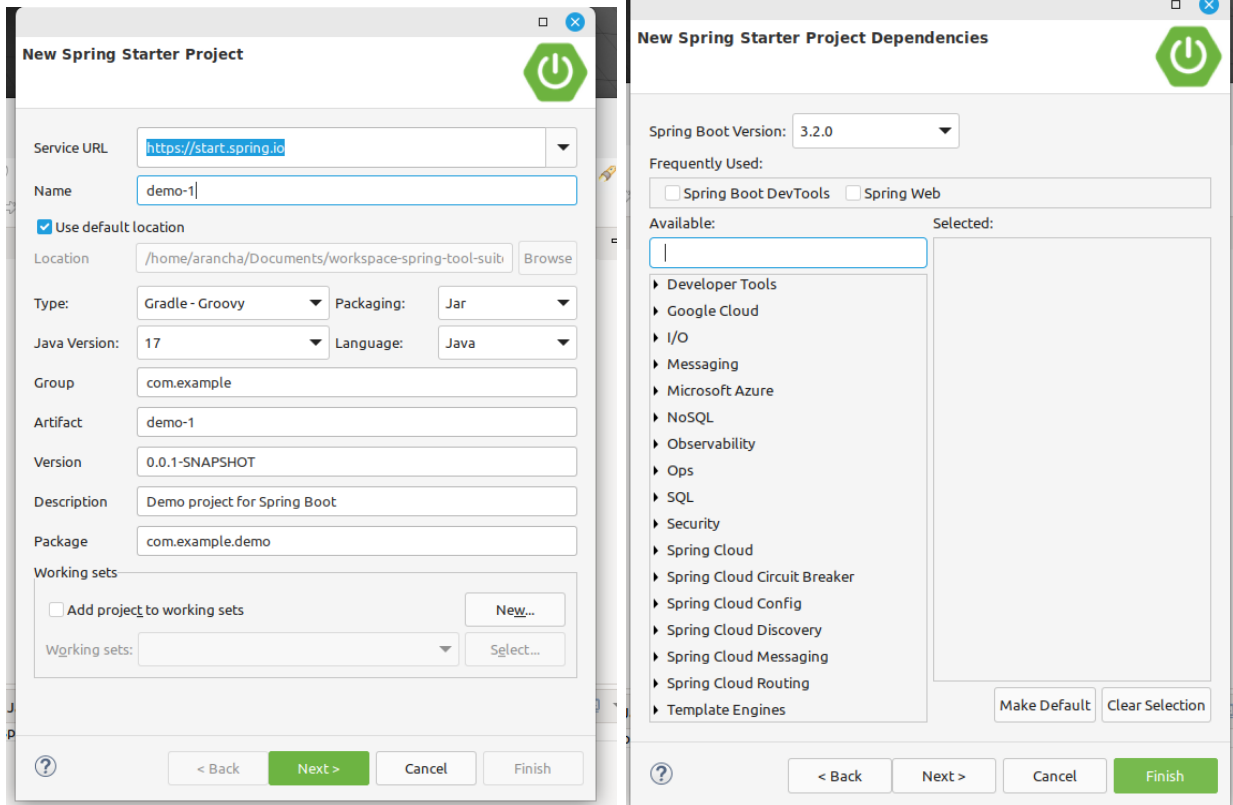 New Spring Starter Project
Service URL https://start.spring.io
Name demo-1
Use default location
Location /home/arancha/Documents/workspace-spring-tool-suit Browse
Type: Gradle - Groovy Packaging: Jar
Java Version: 17 Language: Java
Group com.example
Artifact demo-1
Version 0.0.1-SNAPSHOT
Description Demo project for Spring Boot
Package com.example.demo
Working sets
Add project to working sets New...
Working sets: Select...
< Back Next > Cancel Finish
New Spring Starter Project Dependencies
Spring Boot Version: 3.2.0
Frequently Used:
Spring Boot DevTools Spring Web
Available: Selected:
Developer Tools
Google Cloud
I/O
Messaging
Microsoft Azure
NoSQL
Observability
Ops
SQL
Security
Spring Cloud
Spring Cloud Circuit Breaker
Spring Cloud Config
Spring Cloud Discovery
Spring Cloud Messaging
Spring Cloud Routing
Template Engines
Make Default Clear Selection
< Back Next > Cancel Finish